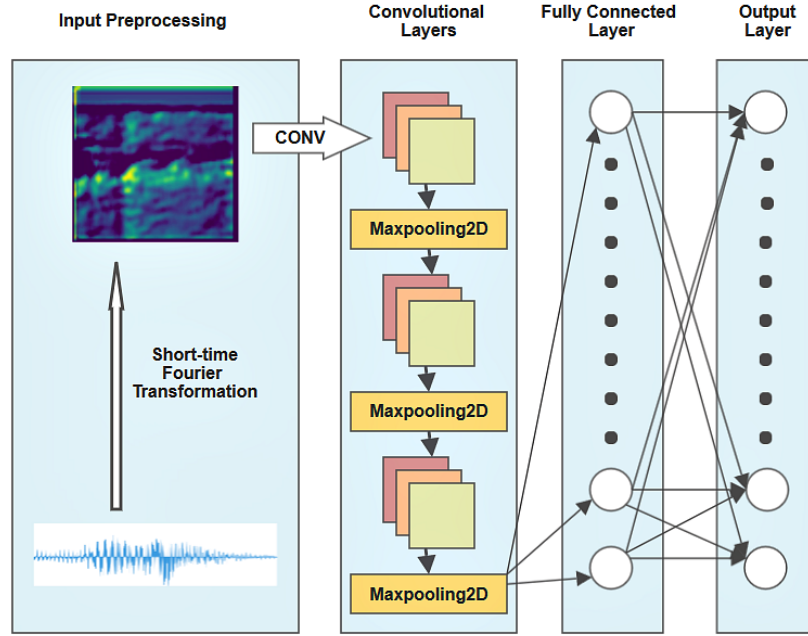 Input Preprocessing
Convolutional
Layers
Fully Connected
Layer
Output
Layer
CONV
Maxpooling2D
Short-time
Fourier
Transformation
Maxpooling2D
Maxpooling2D